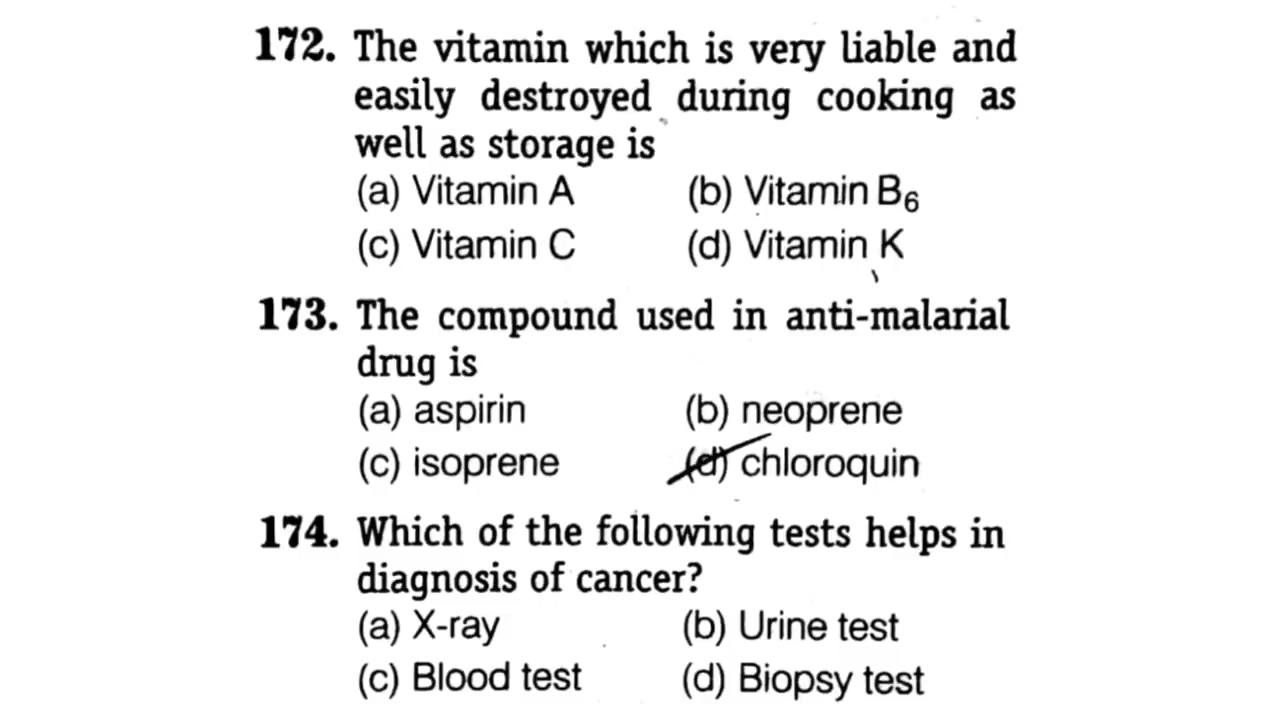 172. The vitamin which is very liable and
easily destroyed during cooking as
well as storage is
(a) Vitamin A (b) Vitamin B₆
(c) Vitamin C (d) Vitamin K
173. The compound used in anti-malarial
drug is
(a) aspirin (b) neoprene
(c) isoprene (d) chloroquin
174. Which of the following tests helps in
diagnosis of cancer?
(a) X-ray (b) Urine test
(c) Blood test (d) Biopsy test